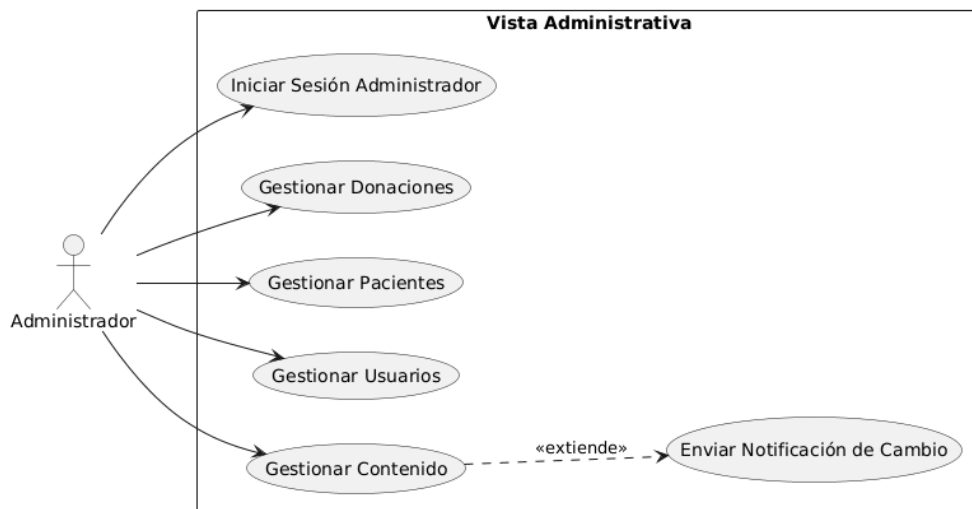 Vista Administrativa
Iniciar Sesión Administrador
Gestionar Donaciones
Gestionar Pacientes
Administrador
Gestionar Usuarios
«extiende»
Enviar Notificación de Cambio
Gestionar Contenido